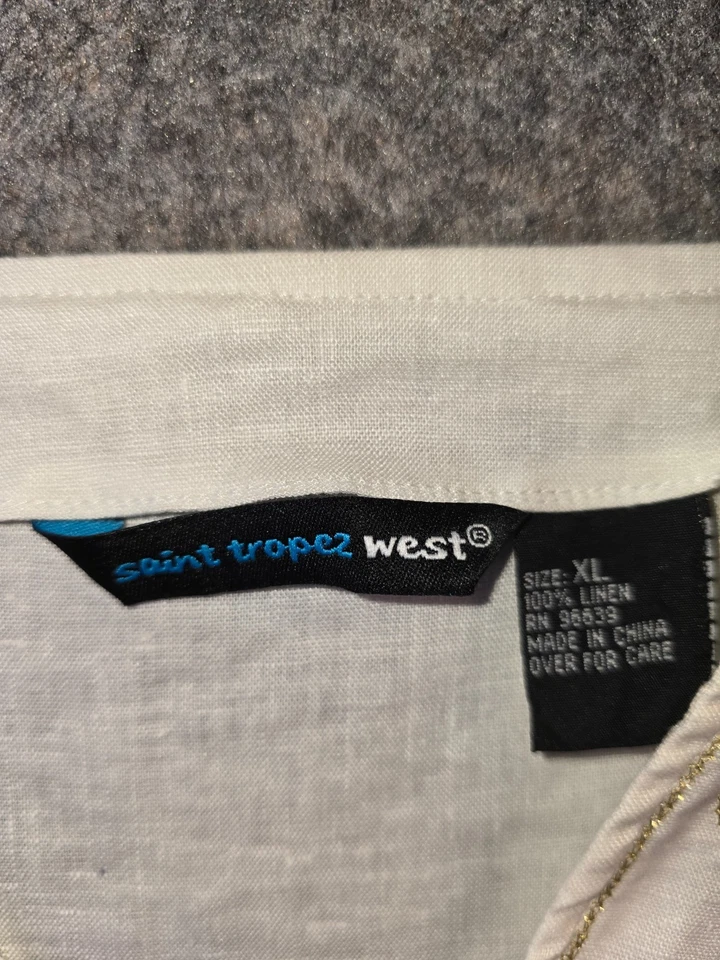 saint tropez west®
SIZE: XL
100% LINEN
RN 96639
MADE IN CHINA
OVER FOR CARE